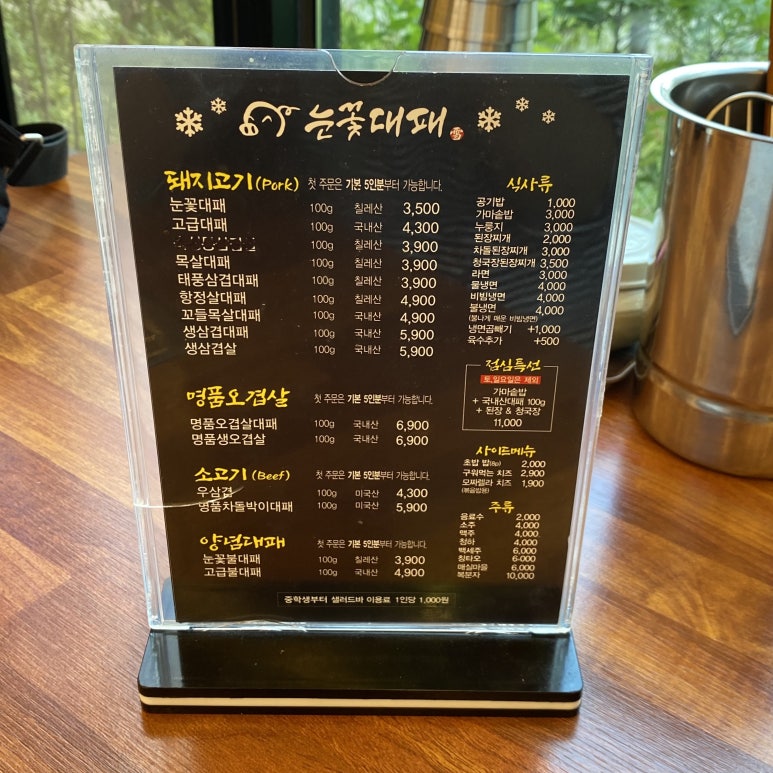 눈꽃대패
돼지고기(Pork) 첫 주문은 기본 5인분부터 가능합니다.
눈꽃대패 100g 칠레산 3,500
고급대패 100g 국내산 4,300
100g 칠레산 3,900
목살대패 100g 칠레산 3,900
태풍삼겹대패 100g 칠레산 3,900
항정살대패 100g 칠레산 4,900
꼬들목살대패 100g 국내산 4,900
생삼겹대패 100g 국내산 5,900
생삼겹살 100g 국내산 5,900
명품오겹살 첫 주문은 기본 5인분부터 가능합니다.
명품오겹살대패 100g 국내산 6,900
명품생오겹살 100g 국내산 6,900
소고기(Beef) 첫 주문은 기본 5인분부터 가능합니다.
우삼겹 100g 미국산 4,300
명품차돌박이대패 100g 미국산 5,900
양념대패 첫 주문은 기본 5인분부터 가능합니다.
눈꽃불대패 100g 칠레산 3,900
고급불대패 100g 국내산 4,900
식사류
공기밥 1,000
가마솥밥 3,000
누룽지 3,000
된장찌개 2,000
차돌된장찌개 3,000
청국장된장찌개 3,500
라면 3,000
물냉면 4,000
비빔냉면 4,000
불냉면 4,000
(불나게 매운 비빔냉면)
냉면곱빼기 +1,000
육수추가 +500
점심특선
토,일요일은 제외
가마솥밥
+ 국내산대패 100g
+ 된장 & 청국장
11,000
사이드메뉴
초밥 밥(8p) 2,000
구워먹는 치즈 2,900
모짜렐라 치즈 1,900
(볶음밥용)
주류
음료수 2,000
소주 4,000
맥주 4,000
청하 4,000
백세주 6,000
칭타오 6,000
매실마을 6,000
복분자 10,000
중학생부터 샐러드바 이용료 1인당 1,000원